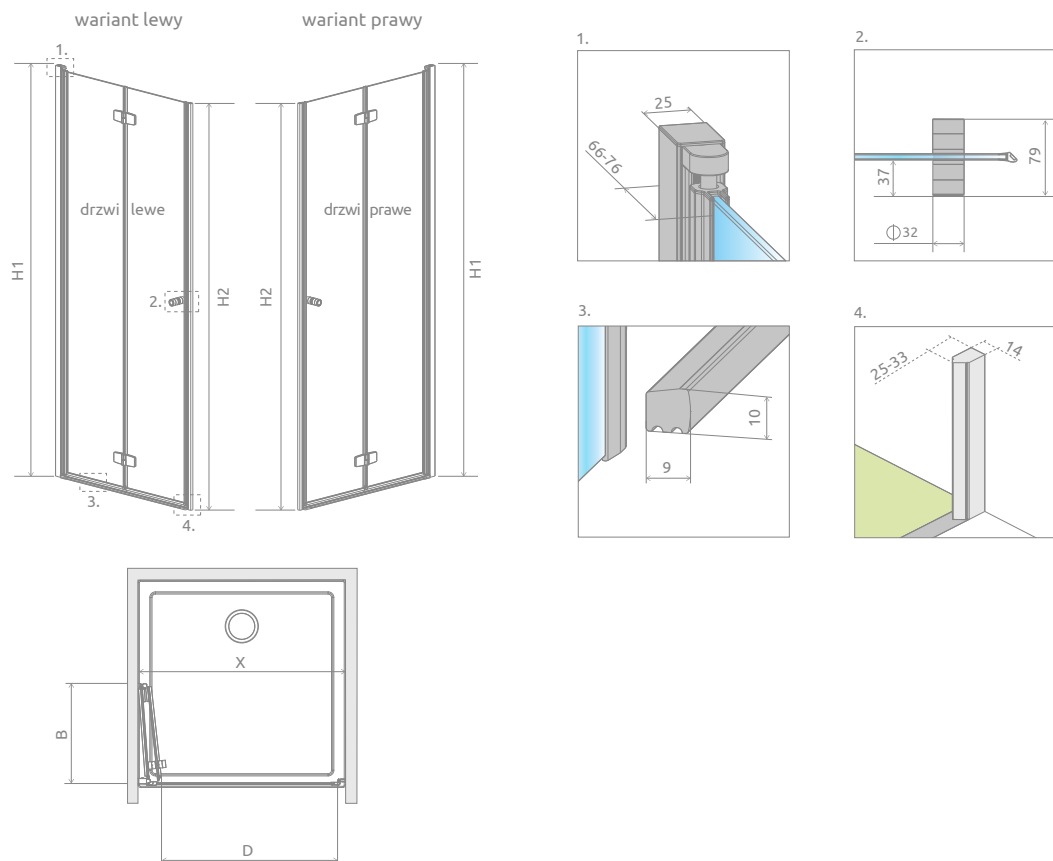 wariant lewy
wariant prawy
1.
H1
drzwi lewe
2.
H2
3.
4.
H2
drzwi prawe
H1
1.
25
66-76
2.
37
79
⌀32
3.
10
9
4.
25-33
14
X
B
D